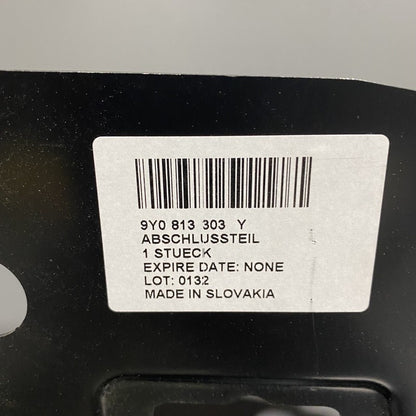 9Y0 813 303 Y
ABSCHLUSSTEIL
1 STUECK
EXPIRE DATE: NONE
LOT: 0132
MADE IN SLOVAKIA